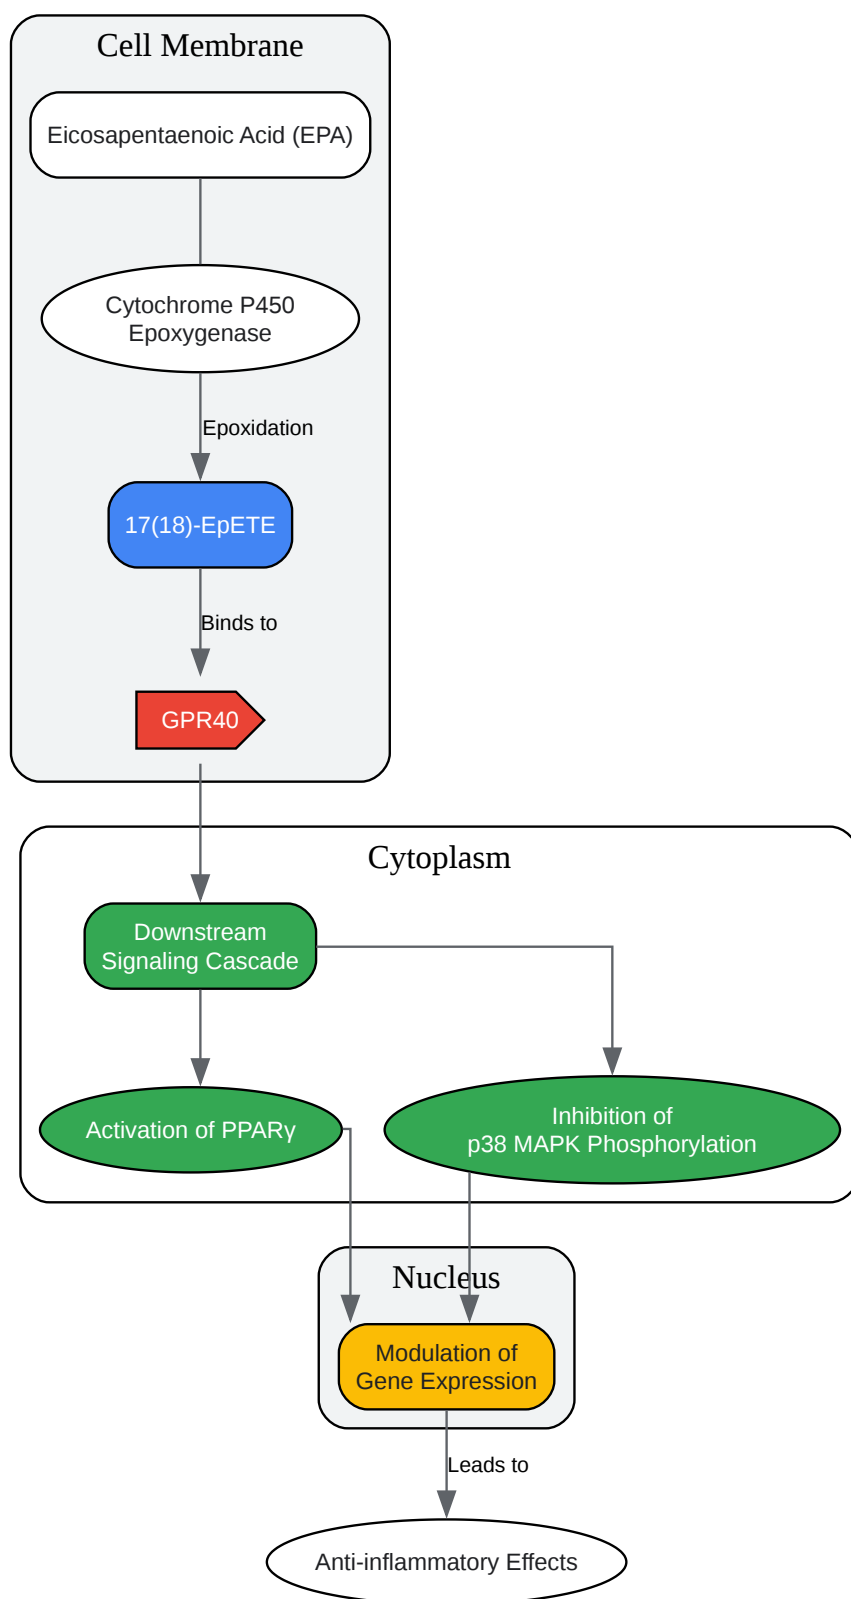 Cell Membrane
Eicosapentaenoic Acid (EPA)
Cytochrome P450
Epoxygenase
Epoxidation
17(18)-EpETE
Binds to
GPR40
Cytoplasm
Downstream
Signaling Cascade
Activation of PPARγ
Inhibition of
p38 MAPK Phosphorylation
Nucleus
Modulation of
Gene Expression
Leads to
Anti-inflammatory Effects